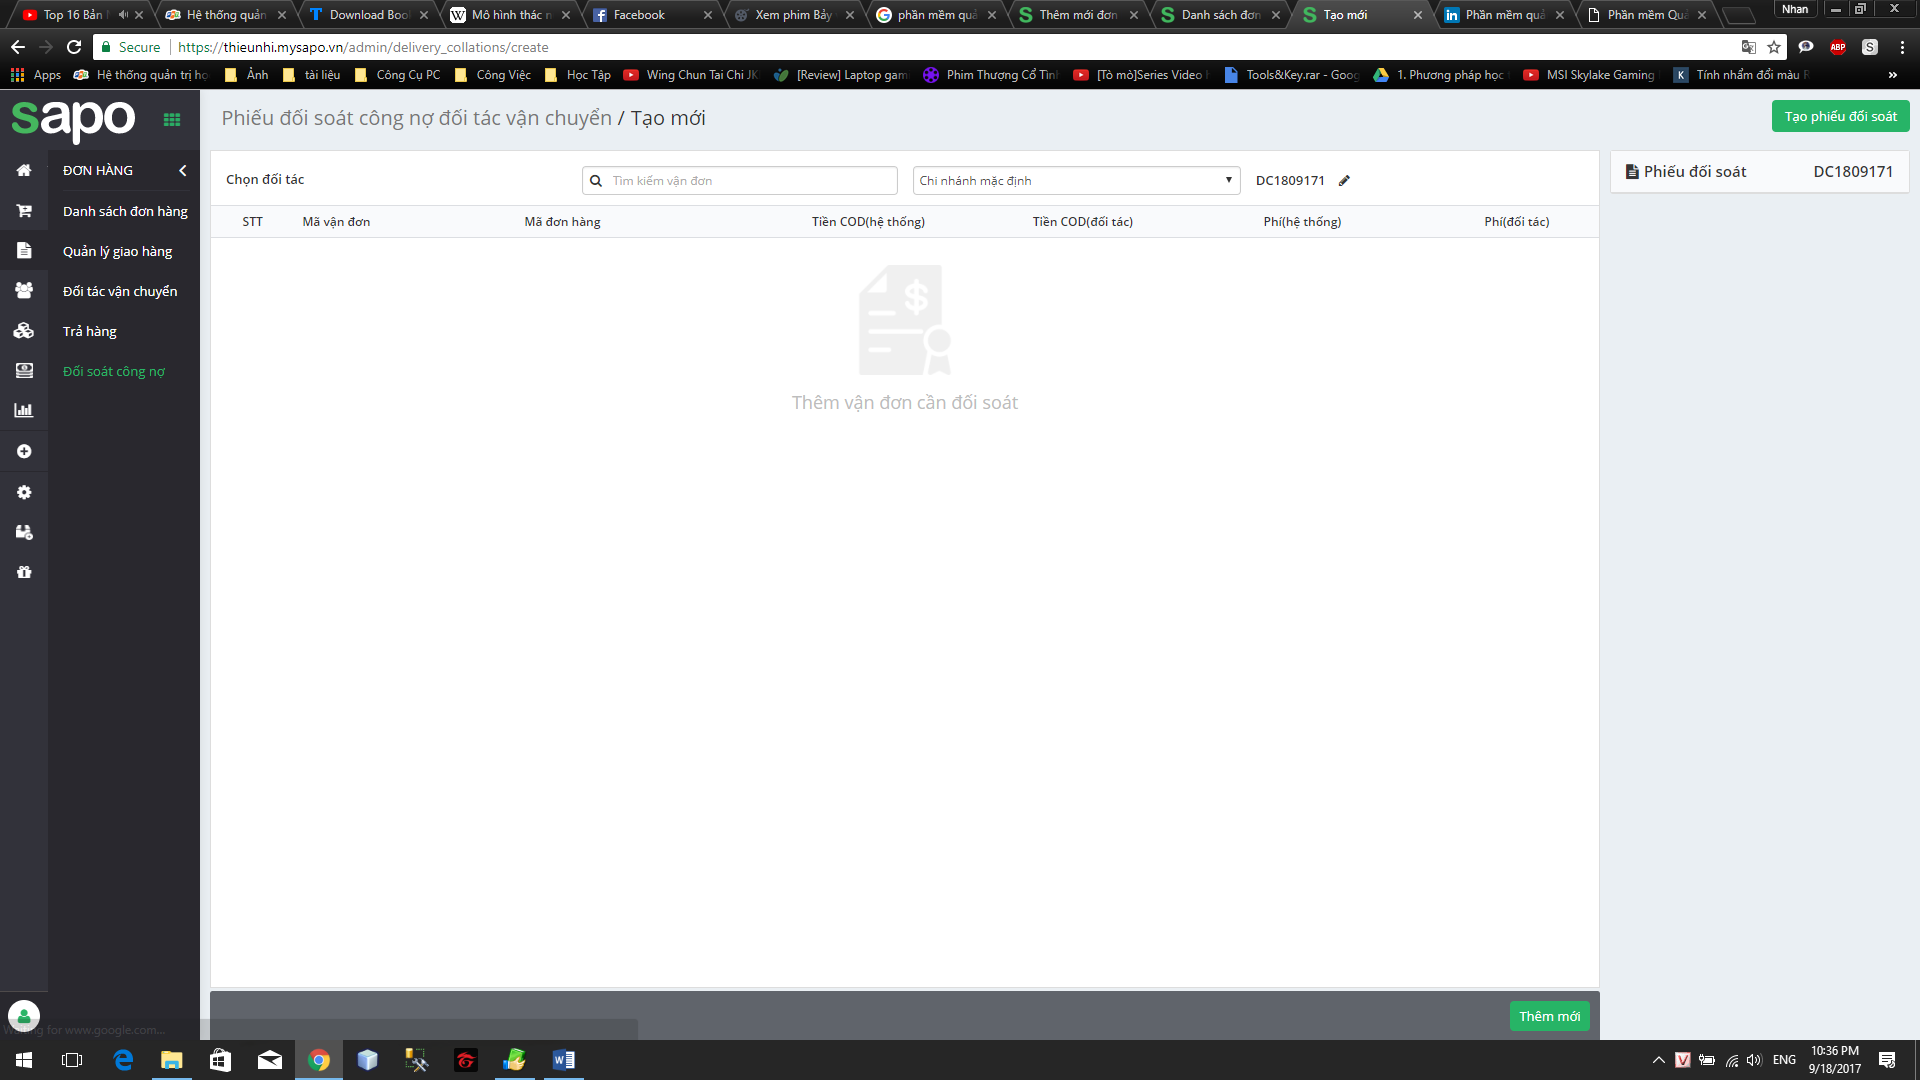 Top 16 Bản
Hệ thống quản
Download Boo
Mô hình thác n
Facebook
Xem phim Bảy
phần mềm quả
Thêm mới đơn
Danh sách đơn
Tạo mới
Phần mềm quả
Phần mềm Quả
Nhan
Secure
https://thieunhi.mysapo.vn/admin/delivery_collations/create
Apps
Hệ thống quản trị họ
Ảnh
tài liệu
Công Cụ PC
Công Việc
Học Tập
Wing Chun Tai Chi JK
[Review] Laptop gam
Phim Thượng Cổ Tình
[Tò mò]Series Video
Tools&Key.rar - Goog
1. Phương pháp học
MSI Skylake Gaming
Tính nhẩm đổi màu
sapo
Phiếu đối soát công nợ đối tác vận chuyển / Tạo mới
Tạo phiếu đối soát
ĐƠN HÀNG
Danh sách đơn hàng
Quản lý giao hàng
Đối tác vận chuyển
Trả hàng
Đối soát công nợ
Chọn đối tác
Tìm kiếm vận đơn
Chi nhánh mặc định
DC1809171
Phiếu đối soát
DC1809171
STT
Mã vận đơn
Mã đơn hàng
Tiền COD(hệ thống)
Tiền COD(đối tác)
Phí(hệ thống)
Phí(đối tác)
Thêm vận đơn cần đối soát
Thêm mới
Waiting for www.google.com...
ENG
10:36 PM
9/18/2017